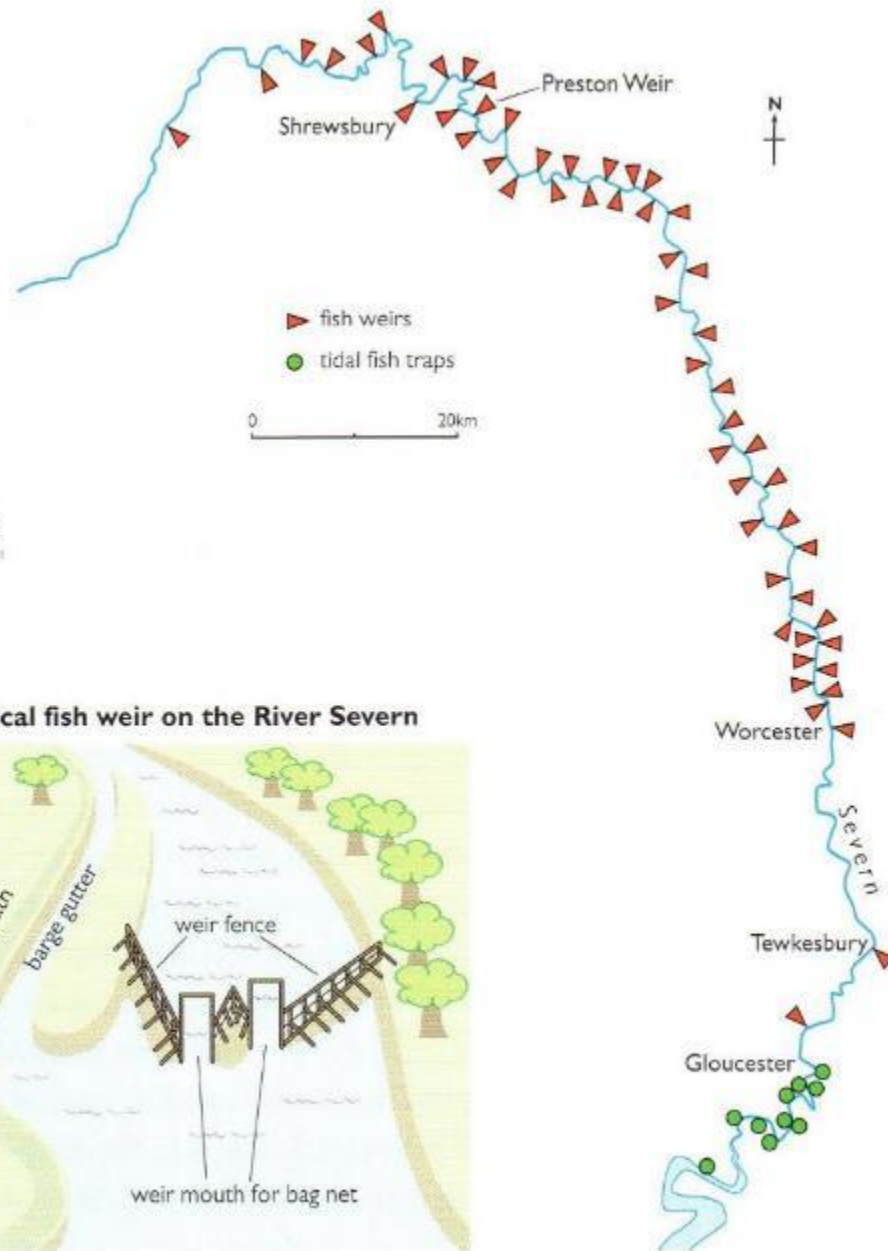 Preston Weir
N
Shrewsbury
fish weirs
tidal fish traps
0 20km
cal fish weir on the River Severn
Worcester
Severn
barge gutter
weir fence
Tewkesbury
Gloucester
weir mouth for bag net